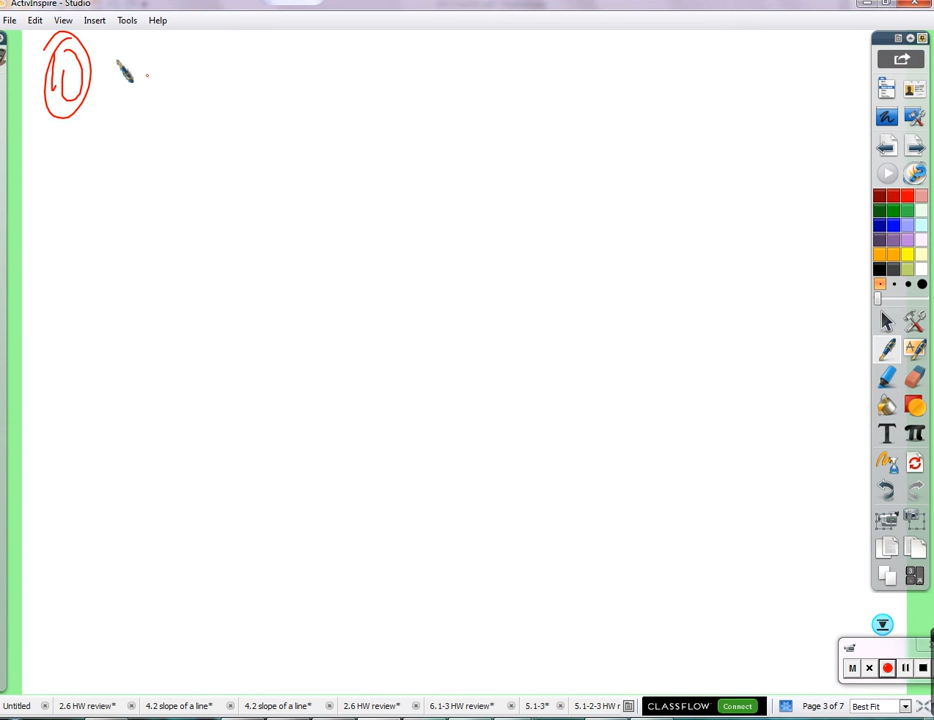 ActivInspire - Studio
File Edit View Insert Tools Help
10
T π
M
Untitled 2.6 HW review* 4.2 slope of a line* 4.2 slope of a line* 2.6 HW review* 6.1-3 HW review* 5.1-3* 5.1-2-3 HW r CLASSFLOW Connect Page 3 of 7 Best Fit